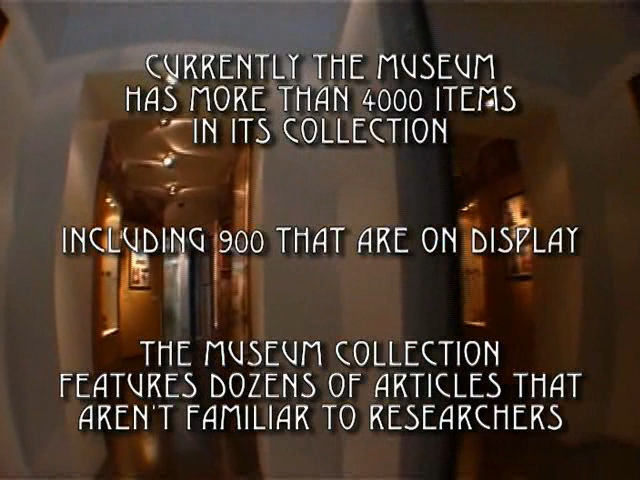 CURRENTLY THE MUSEUM
HAS MORE THAN 4000 ITEMS
IN ITS COLLECTION
INCLUDING 900 THAT ARE ON DISPLAY
THE MUSEUM COLLECTION
FEATURES DOZENS OF ARTICLES THAT
AREN'T FAMILIAR TO RESEARCHERS